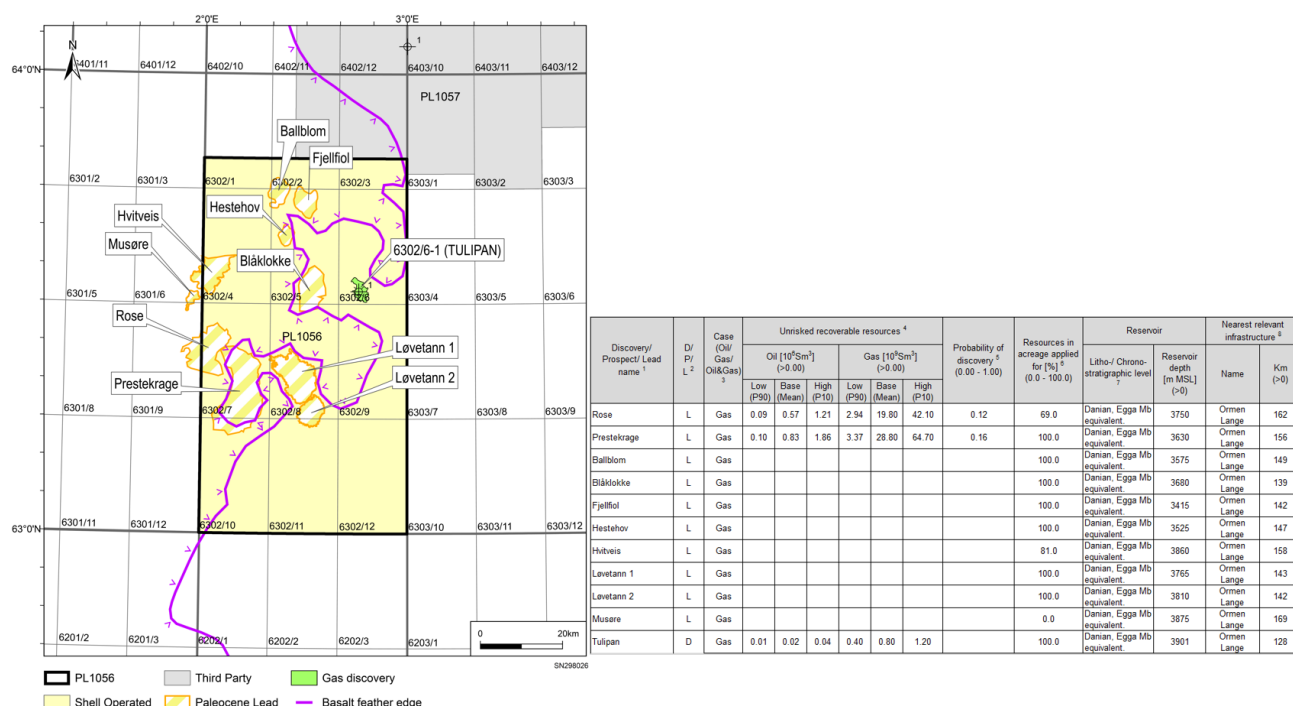 2°0'E 3°0'E
N
1
64°0'N
6401/11 6401/12 6402/10 6402/11 6402/12 6403/10 6403/11 6403/12
PL1057
Ballblom
Fjellfiol
6301/2 6301/3 6302/1 6302/2 6302/3 6303/1 6303/2 6303/3
Hestehov
Hvitveis
Musøre
6302/6-1 (TULIPAN)
Blåklokke
1
6301/5 6301/6 6302/4 6302/5 6302/6 6303/4 6303/5 6303/6
Rose
PL1056
Løvetann 1
Løvetann 2
Prestekrage
6301/8 6301/9 6302/7 6302/8 6302/9 6303/7 6303/8 6303/9
63°0'N
6301/11 6301/12 6302/10 6302/11 6302/12 6303/10 6303/11 6303/12
6201/2 6201/3 6202/1 6202/2 6202/3 6203/1
0 20km
SN298026
PL1056 Third Party Gas discovery
Shell Operated Paleocene Lead Basalt feather edge
Discovery/ Prospect/ Lead name 1
D/ P/ L 2
Case (Oil/ Gas/ Oil&Gas) 3
Unrisked recoverable resources 4
Oil [10⁶Sm³] (>0.00)
Low (P90) Base (Mean) High (P10)
Gas [10⁹Sm³] (>0.00)
Low (P90) Base (Mean) High (P10)
Probability of discovery 5 (0.00 - 1.00)
Resources in acreage applied for [%] 6 (0.0 - 100.0)
Reservoir
Litho-/ Chrono- stratigraphic level 7
Reservoir depth [m MSL] (>0)
Nearest relevant infrastructure 8
Name
Km (>0)
Rose L Gas 0.09 0.57 1.21 2.94 19.80 42.10 0.12 69.0 Danian, Egga Mb equivalent. 3750 Ormen Lange 162
Prestekrage L Gas 0.10 0.83 1.86 3.37 28.80 64.70 0.16 100.0 Danian, Egga Mb equivalent. 3630 Ormen Lange 156
Ballblom L Gas 100.0 Danian, Egga Mb equivalent. 3575 Ormen Lange 149
Blåklokke L Gas 100.0 Danian, Egga Mb equivalent. 3680 Ormen Lange 139
Fjellfiol L Gas 100.0 Danian, Egga Mb equivalent. 3415 Ormen Lange 142
Hestehov L Gas 100.0 Danian, Egga Mb equivalent. 3525 Ormen Lange 147
Hvitveis L Gas 81.0 Danian, Egga Mb equivalent. 3860 Ormen Lange 158
Løvetann 1 L Gas 100.0 Danian, Egga Mb equivalent. 3765 Ormen Lange 143
Løvetann 2 L Gas 100.0 Danian, Egga Mb equivalent. 3810 Ormen Lange 142
Musøre L Gas 0.0 Danian, Egga Mb equivalent. 3875 Ormen Lange 169
Tulipan D Gas 0.01 0.02 0.04 0.40 0.80 1.20 100.0 Danian, Egga Mb equivalent. 3901 Ormen Lange 128